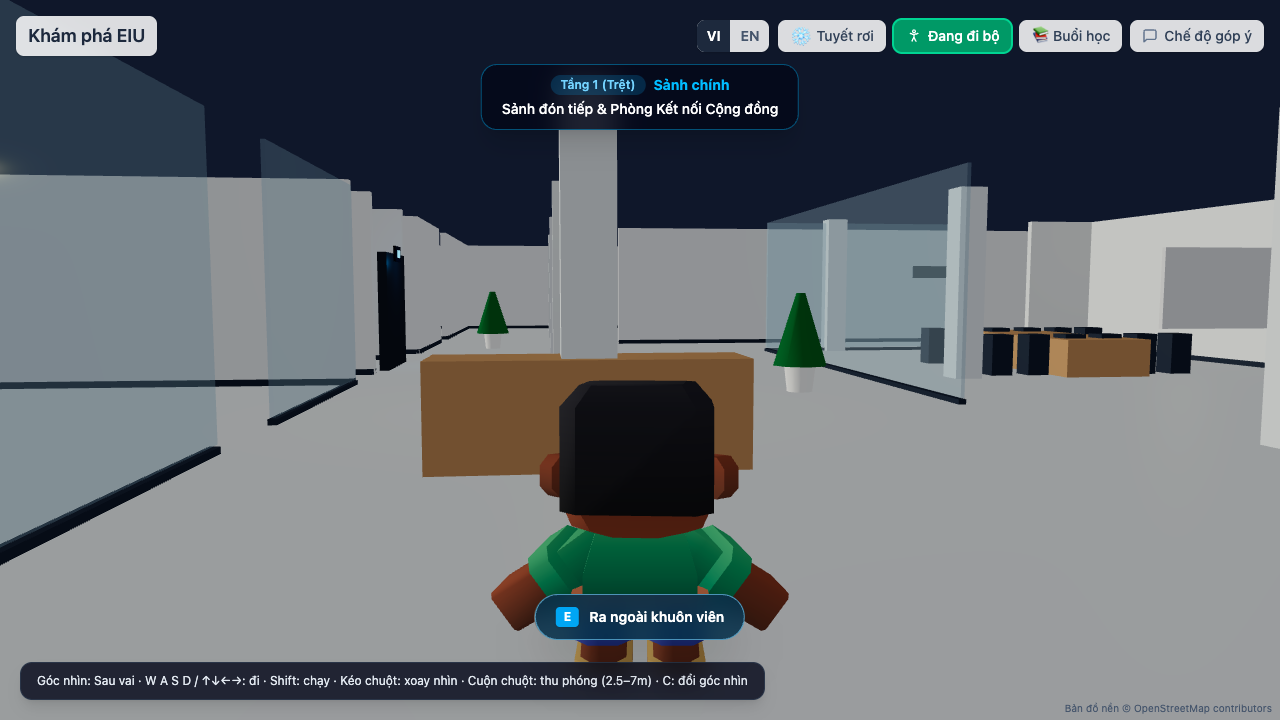 Khám phá EIU
VI EN
Tuyết rơi
Đang đi bộ
Buổi học
Chế độ góp ý
Tầng 1 (Trệt) Sảnh chính
Sảnh đón tiếp & Phòng Kết nối Cộng đồng
E Ra ngoài khuôn viên
Góc nhìn: Sau vai · W A S D / ↑↓←→: đi · Shift: chạy · Kéo chuột: xoay nhìn · Cuộn chuột: thu phóng (2.5–7m) · C: đổi góc nhìn
Bản đồ nền © OpenStreetMap contributors